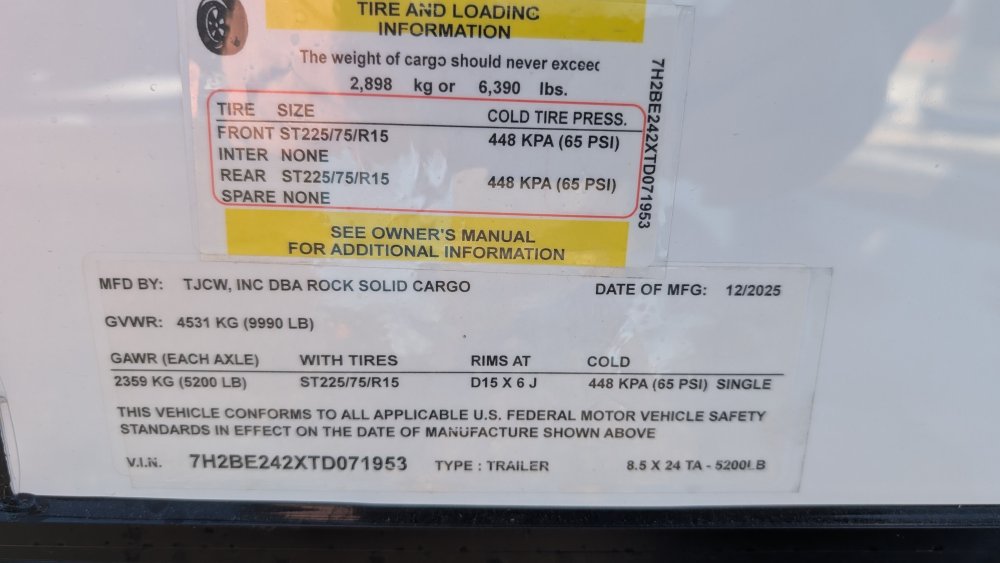 TIRE AND LOADING
INFORMATION
The weight of cargo should never exceed
2,898 kg or 6,390 lbs.
TIRE SIZE COLD TIRE PRESS.
FRONT ST225/75/R15 448 KPA (65 PSI)
INTER NONE
REAR ST225/75/R15 448 KPA (65 PSI)
SPARE NONE
SEE OWNER'S MANUAL
FOR ADDITIONAL INFORMATION
7H2BE242XTD071953
MFD BY: TJCW, INC DBA ROCK SOLID CARGO DATE OF MFG: 12/2025
GVWR: 4531 KG (9990 LB)
GAWR (EACH AXLE) WITH TIRES RIMS AT COLD
2359 KG (5200 LB) ST225/75/R15 D15 X 6 J 448 KPA (65 PSI) SINGLE
THIS VEHICLE CONFORMS TO ALL APPLICABLE U.S. FEDERAL MOTOR VEHICLE SAFETY
STANDARDS IN EFFECT ON THE DATE OF MANUFACTURE SHOWN ABOVE
V.I.N. 7H2BE242XTD071953 TYPE : TRAILER 8.5 X 24 TA - 5200LB